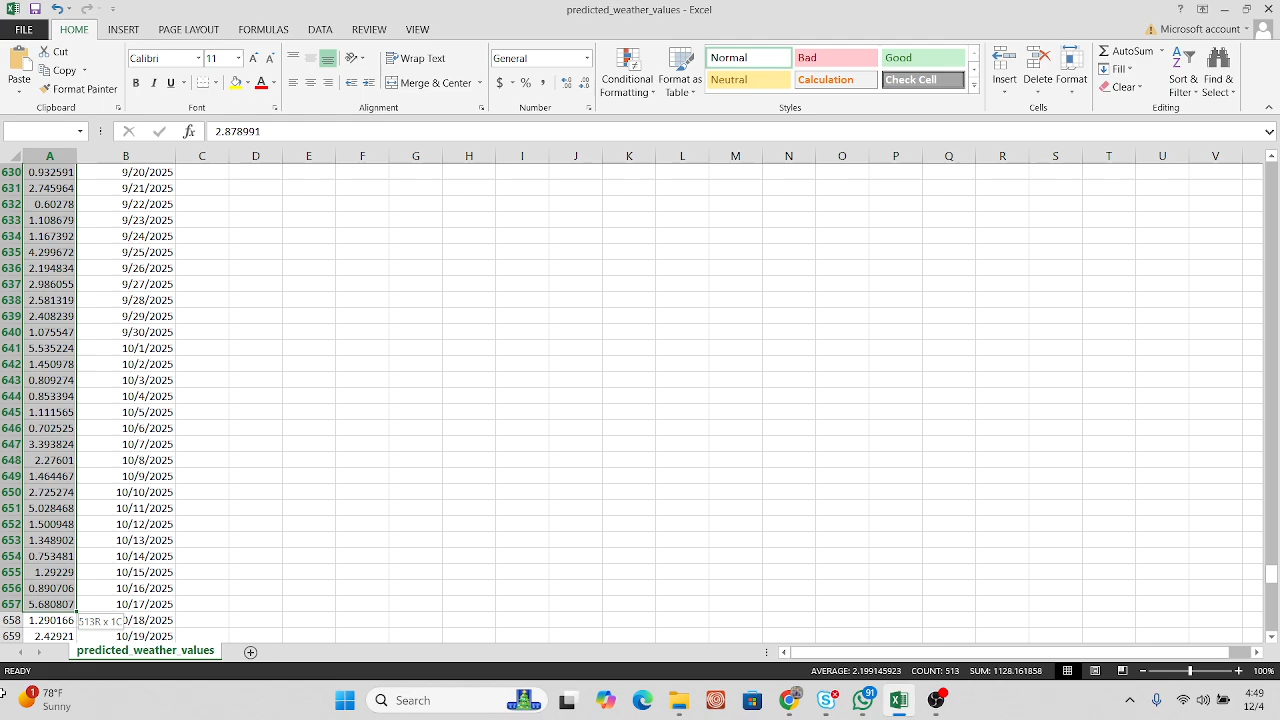 predicted_weather_values - Excel
FILE HOME INSERT PAGE LAYOUT FORMULAS DATA REVIEW VIEW Microsoft account
Paste Cut Copy Format Painter Clipboard
Calibri 11 B I U A Font
Wrap Text Merge & Center Alignment
General $ % , Number
Conditional Formatting Format as Table
Normal Bad Good
Neutral Calculation Check Cell
Styles
Insert Delete Format Cells
AutoSum Fill Clear Sort & Filter Find & Select Editing
fx 2.878991
A B C D E F G H I J K L M N O P Q R S T U V
630 0.932591 9/20/2025
631 2.745964 9/21/2025
632 0.60278 9/22/2025
633 1.108679 9/23/2025
634 1.167392 9/24/2025
635 4.299672 9/25/2025
636 2.194834 9/26/2025
637 2.986055 9/27/2025
638 2.581319 9/28/2025
639 2.408239 9/29/2025
640 1.075547 9/30/2025
641 5.535224 10/1/2025
642 1.450978 10/2/2025
643 0.809274 10/3/2025
644 0.853394 10/4/2025
645 1.111565 10/5/2025
646 0.702525 10/6/2025
647 3.393824 10/7/2025
648 2.27601 10/8/2025
649 1.464467 10/9/2025
650 2.725274 10/10/2025
651 5.028468 10/11/2025
652 1.500948 10/12/2025
653 1.348902 10/13/2025
654 0.753481 10/14/2025
655 1.29229 10/15/2025
656 0.890706 10/16/2025
657 5.680807 10/17/2025
658 1.290166 513R x 1C 0/18/2025
659 2.42921 10/19/2025
predicted_weather_values
READY AVERAGE: 2.199145923 COUNT: 513 SUM: 1128.161858 100%
1 78°F Sunny Search 91 4:49 12/4